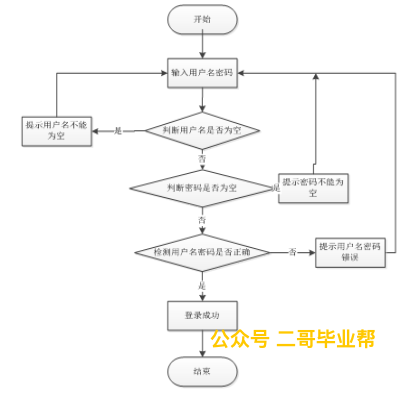 开始
输入用户名密码
提示用户名不能
为空
是
判断用户名是否为空
否
判断密码是否为空
是
提示密码不能为
空
否
检测用户名密码是否正确
否
提示用户名密码
错误
是
登录成功
公众号 二哥毕业帮
结束